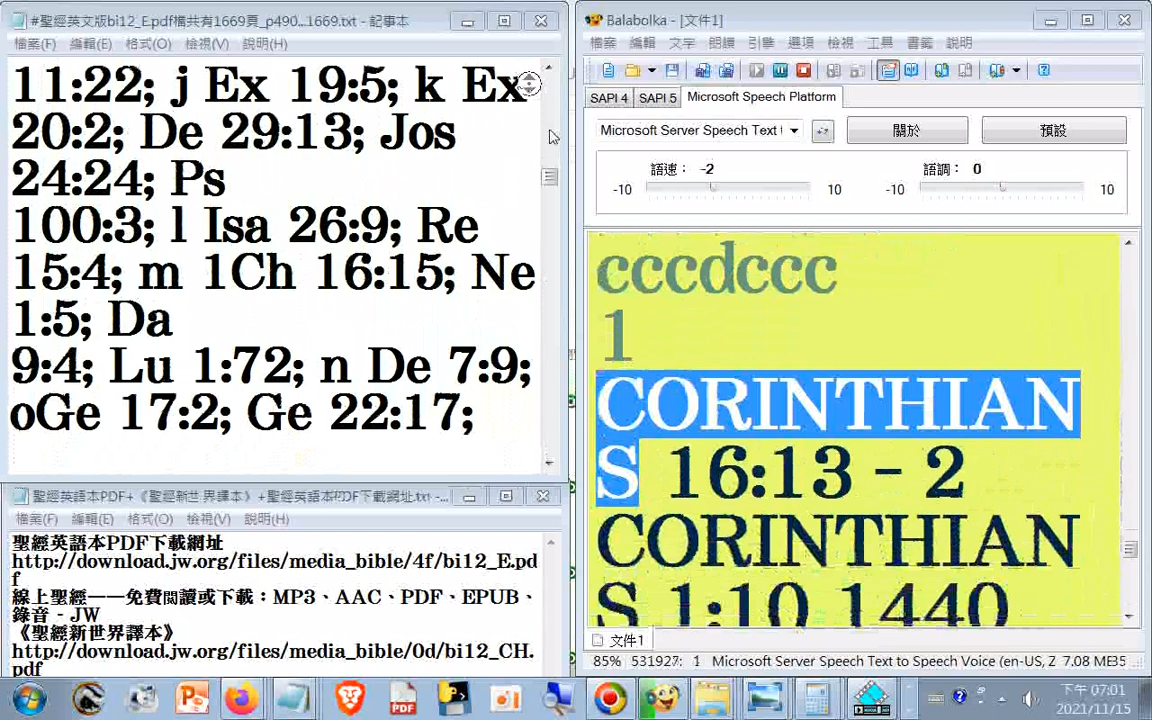 #聖經英文版bi12_E.pdf檔共有1669頁_p490...1669.txt - 記事本
檔案(F) 編輯(E) 格式(O) 檢視(V) 說明(H)
11:22; j Ex 19:5; k Ex
20:2; De 29:13; Jos
24:24; Ps
100:3; l Isa 26:9; Re
15:4; m 1Ch 16:15; Ne
1:5; Da
9:4; Lu 1:72; n De 7:9;
oGe 17:2; Ge 22:17;
聖經英語本PDF+《聖經新世界譯本》+聖經英語本PDF下載網址.txt -...
檔案(F) 編輯(E) 格式(O) 檢視(V) 說明(H)
聖經英語本PDF下載網址
http://download.jw.org/files/media_bible/4f/bi12_E.pd
f
線上聖經——免費閱讀或下載：MP3、AAC、PDF、EPUB、
錄音 - JW
《聖經新世界譯本》
http://download.jw.org/files/media_bible/0d/bi12_CH.
pdf
Balabolka - [文件1]
檔案 編輯 文字 朗讀 引擎 選項 檢視 工具 書籤 說明
SAPI 4 SAPI 5 Microsoft Speech Platform
Microsoft Server Speech Text 關於 預設
語速： -2 語調： 0
-10 10 -10 10
cccdccc
1
CORINTHIAN
S 16:13 - 2
CORINTHIAN
S 1:10 1440
文件1
85% 531927: 1 Microsoft Server Speech Text to Speech Voice (en-US, Z 7.08 MB
下午 07:01
2021/11/15